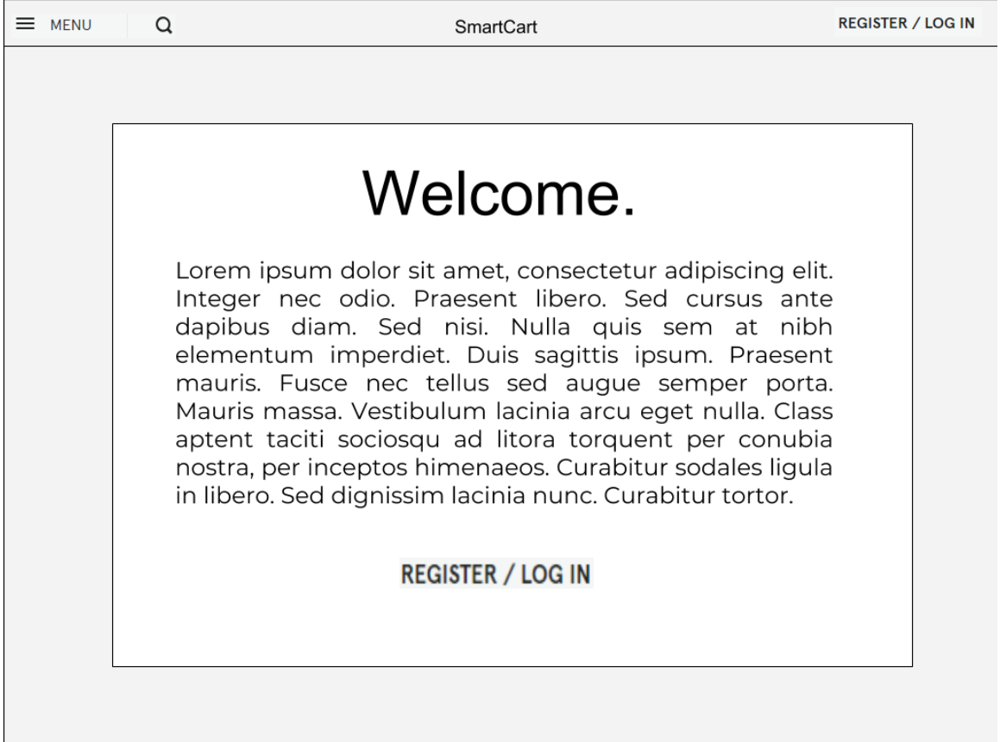 MENU
SmartCart
REGISTER / LOG IN
Welcome.
Lorem ipsum dolor sit amet, consectetur adipiscing elit.
Integer nec odio. Praesent libero. Sed cursus ante
dapibus diam. Sed nisi. Nulla quis sem at nibh
elementum imperdiet. Duis sagittis ipsum. Praesent
mauris. Fusce nec tellus sed augue semper porta.
Mauris massa. Vestibulum lacinia arcu eget nulla. Class
aptent taciti sociosqu ad litora torquent per conubia
nostra, per inceptos himenaeos. Curabitur sodales ligula
in libero. Sed dignissim lacinia nunc. Curabitur tortor.
REGISTER / LOG IN